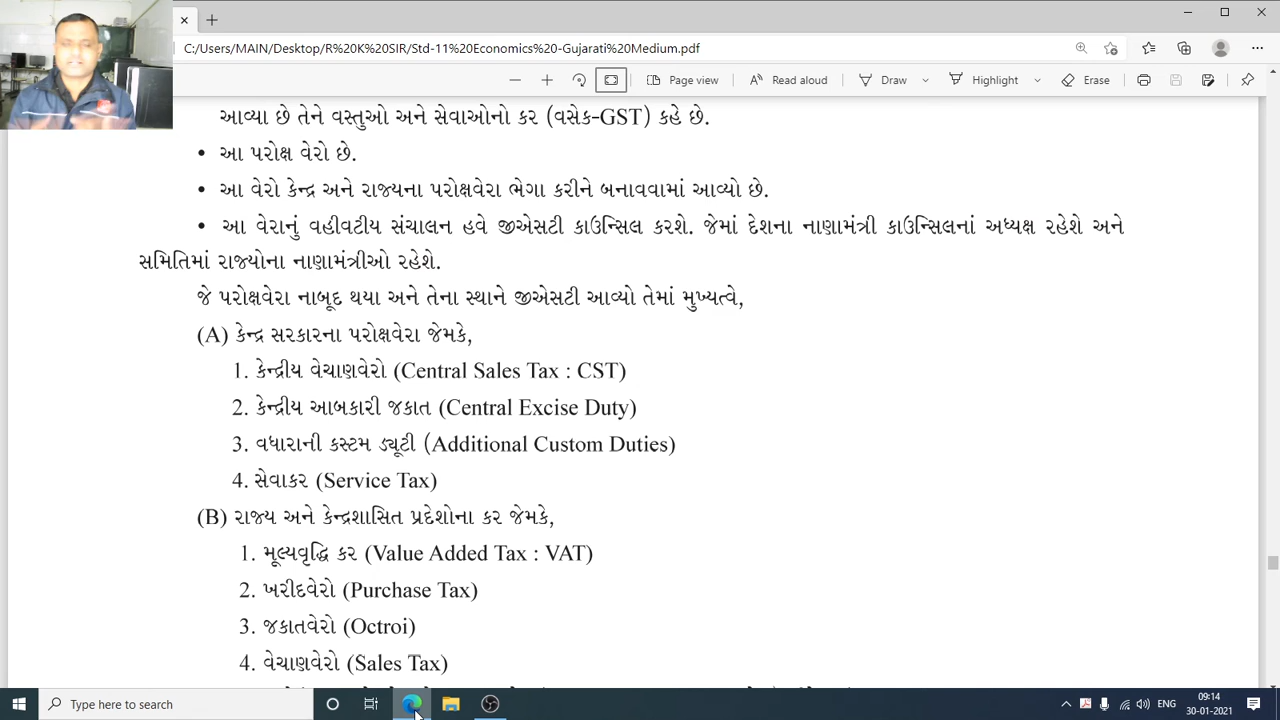 C:/Users/MAIN/Desktop/R%20K%20SIR/Std-11%20Economics%20-Gujarati%20Medium.pdf
Page view
Read aloud
Draw
Highlight
Erase
આવ્યા છે તેને વસ્તુઓ અને સેવાઓનો કર (વસેક-GST) કહે છે.
• આ પરોક્ષ વેરો છે.
• આ વેરો કેન્દ્ર અને રાજ્યના પરોક્ષવેરા ભેગા કરીને બનાવવામાં આવ્યો છે.
• આ વેરાનું વહીવટીય સંચાલન હવે જીએસટી કાઉન્સિલ કરશે. જેમાં દેશના નાણામંત્રી કાઉન્સિલનાં અધ્યક્ષ રહેશે અને
સમિતિમાં રાજ્યોના નાણામંત્રીઓ રહેશે.
જે પરોક્ષવેરા નાબૂદ થયા અને તેના સ્થાને જીએસટી આવ્યો તેમાં મુખ્યત્વે,
(A) કેન્દ્ર સરકારના પરોક્ષવેરા જેમકે,
1. કેન્દ્રીય વેચાણવેરો (Central Sales Tax : CST)
2. કેન્દ્રીય આબકારી જકાત (Central Excise Duty)
3. વધારાની કસ્ટમ ડ્યૂટી (Additional Custom Duties)
4. સેવાકર (Service Tax)
(B) રાજ્ય અને કેન્દ્રશાસિત પ્રદેશોના કર જેમકે,
1. મૂલ્યવૃદ્ધિ કર (Value Added Tax : VAT)
2. ખરીદવેરો (Purchase Tax)
3. જકાતવેરો (Octroi)
4. વેચાણવેરો (Sales Tax)
Type here to search
ENG
09:14
30-01-2021